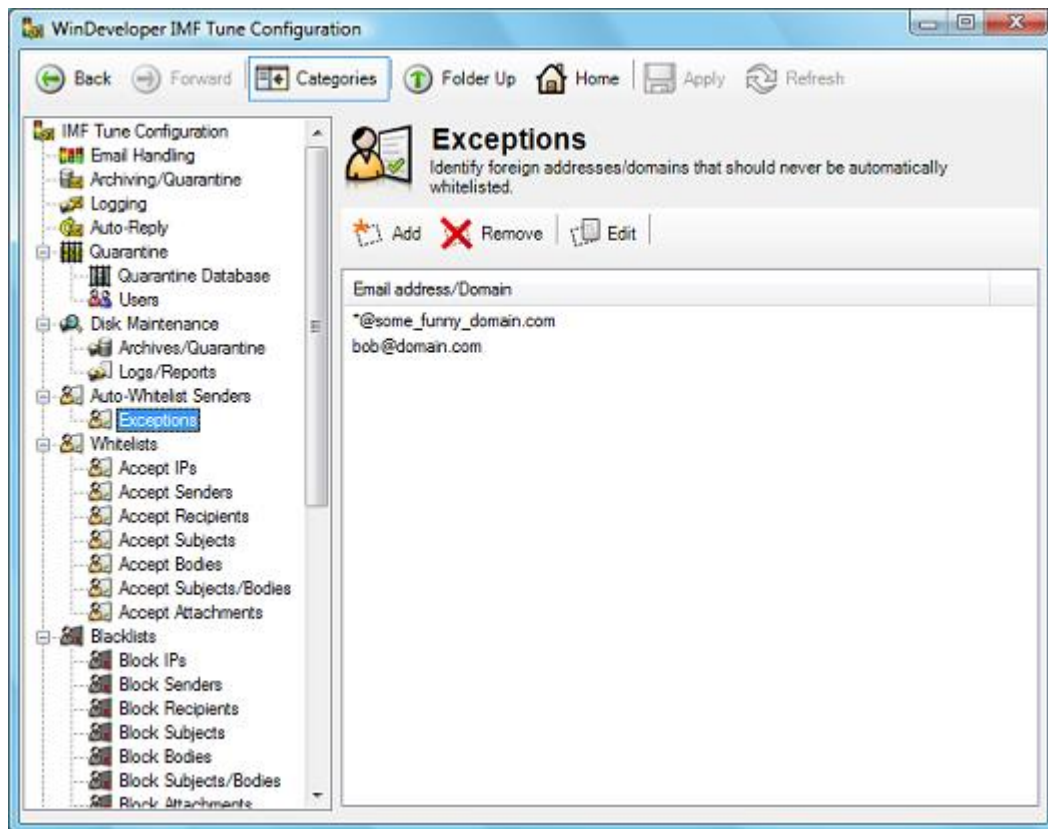 WinDeveloper IMF Tune Configuration
Back Forward Categories Folder Up Home Apply Refresh
IMF Tune Configuration
Email Handling
Archiving/Quarantine
Logging
Auto-Reply
Quarantine
Quarantine Database
Users
Disk Maintenance
Archives/Quarantine
Logs/Reports
Auto-Whitelist Senders
Exceptions
Whitelists
Accept IPs
Accept Senders
Accept Recipients
Accept Subjects
Accept Bodies
Accept Subjects/Bodies
Accept Attachments
Blacklists
Block IPs
Block Senders
Block Recipients
Block Subjects
Block Bodies
Block Subjects/Bodies
Block Attachments
Exceptions
Identify foreign addresses/domains that should never be automatically
whitelisted.
Add Remove Edit
Email address/Domain
*@some_funny_domain.com
bob@domain.com